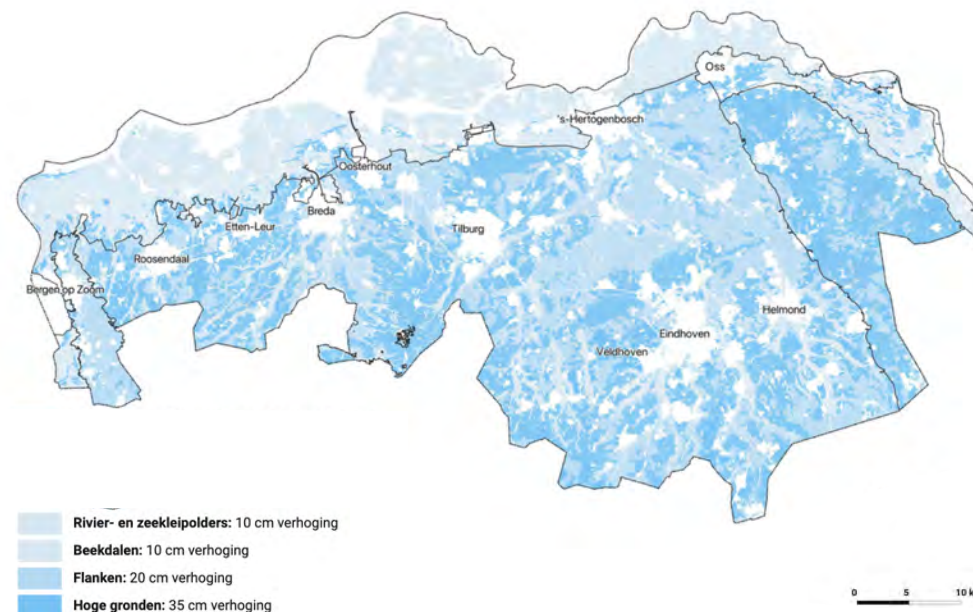 Oss
's-Hertogenbosch
Oosterhout
Breda
Etten-Leur
Tilburg
Roosendaal
Bergen op Zoom
Helmond
Eindhoven
Veldhoven
Rivier- en zeekleipolders: 10 cm verhoging
Beekdalen: 10 cm verhoging
Flanken: 20 cm verhoging
Hoge gronden: 35 cm verhoging
0 5 10 k